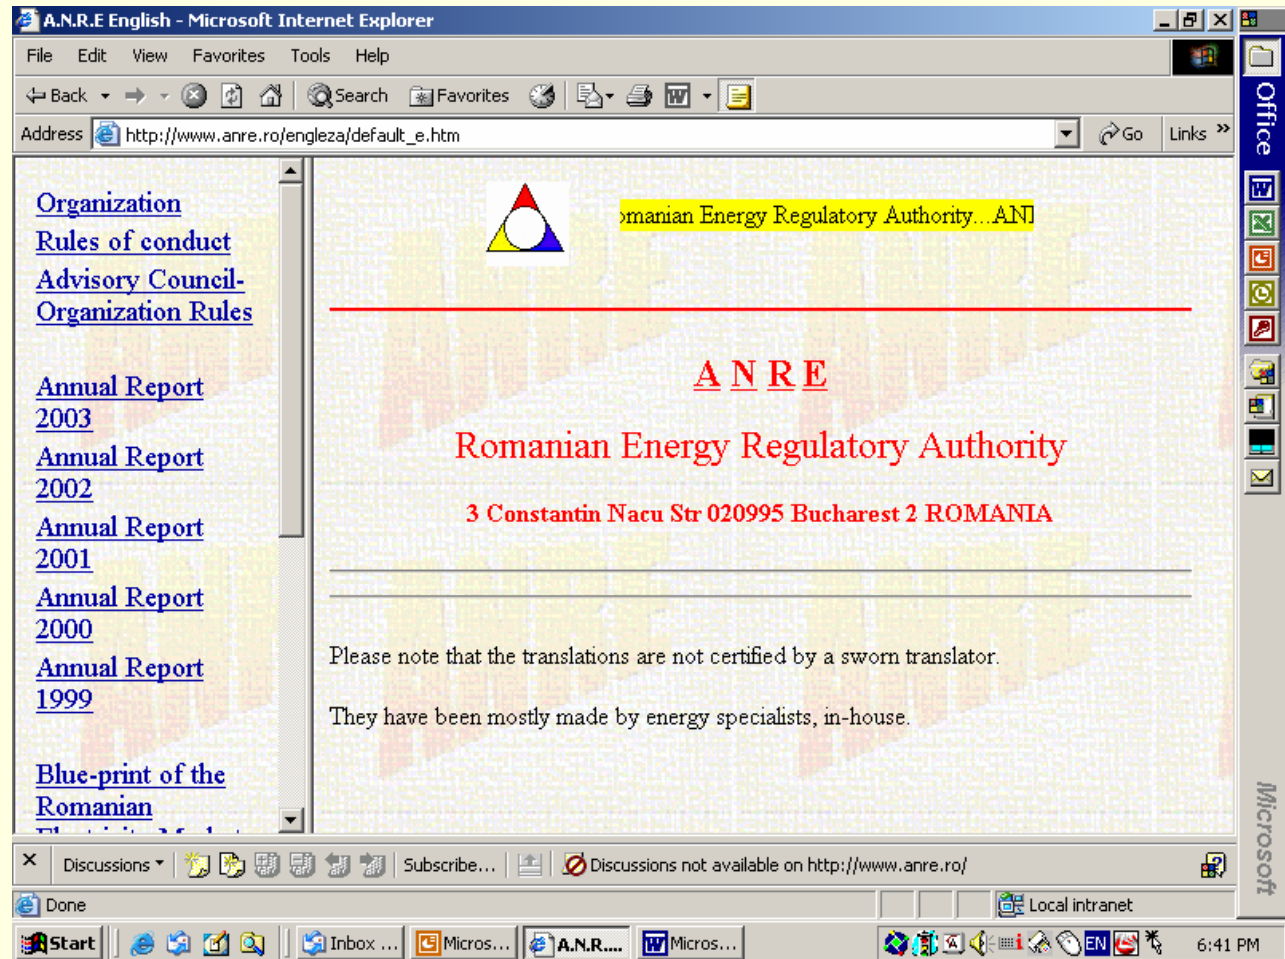 A.N.R.E English - Microsoft Internet Explorer
File Edit View Favorites Tools Help
Back Search Favorites
Address http://www.anre.ro/engleza/default_e.htm Go Links »
Office
Organization
Rules of conduct
Advisory Council-
Organization Rules
Annual Report
2003
Annual Report
2002
Annual Report
2001
Annual Report
2000
Annual Report
1999
Blue-print of the
Romanian
omanian Energy Regulatory Authority...AN
A N R E
Romanian Energy Regulatory Authority
3 Constantin Nacu Str 020995 Bucharest 2 ROMANIA
Please note that the translations are not certified by a sworn translator.
They have been mostly made by energy specialists, in-house.
Microsoft
Discussions Subscribe... Discussions not available on http://www.anre.ro/
Done Local intranet
Start Inbox ... Micros... A.N.R.... Micros... EN 6:41 PM